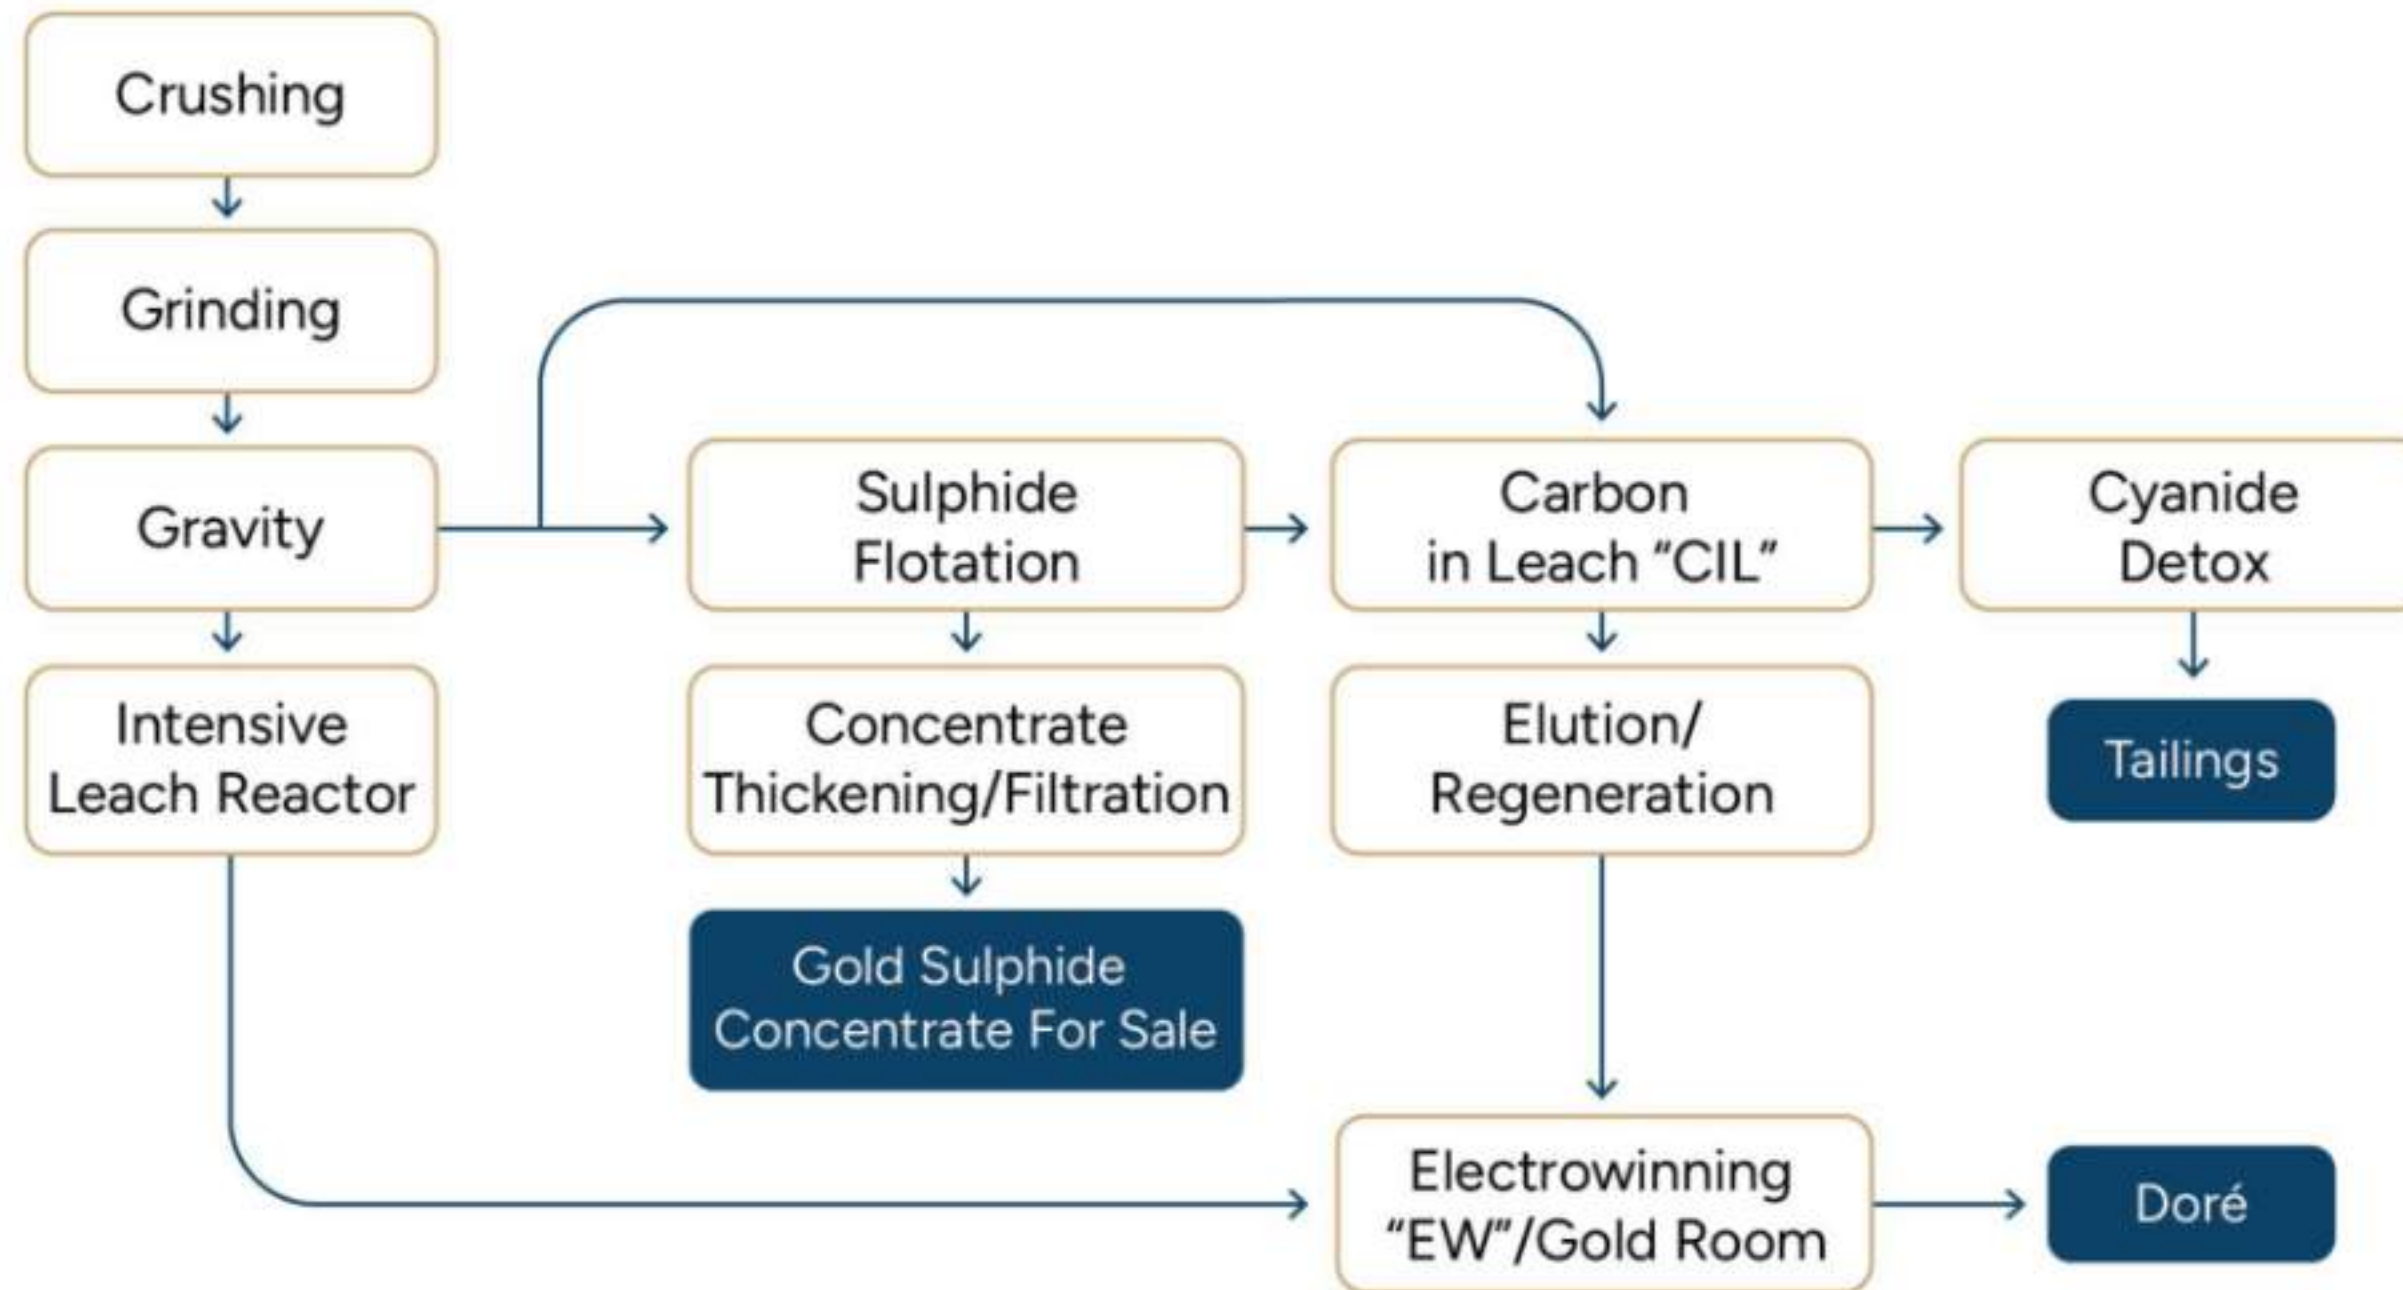 Crushing
Grinding
Gravity
Intensive
Leach Reactor
Sulphide
Flotation
Concentrate
Thickening/Filtration
Gold Sulphide
Concentrate For Sale
Carbon
in Leach “CIL”
Elution/
Regeneration
Electrowinning
“EW”/Gold Room
Cyanide
Detox
Tailings
Doré